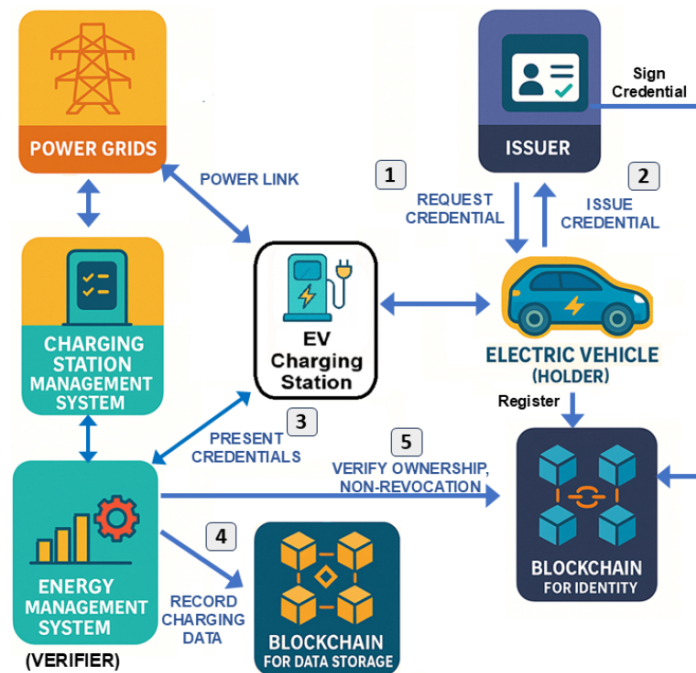 POWER GRIDS
ISSUER
Sign
Credential
POWER LINK
1
REQUEST
CREDENTIAL
2
ISSUE
CREDENTIAL
CHARGING
STATION
MANAGEMENT
SYSTEM
EV
Charging
Station
ELECTRIC VEHICLE
(HOLDER)
Register
3
PRESENT
CREDENTIALS
5
VERIFY OWNERSHIP,
NON-REVOCATION
ENERGY
MANAGEMENT
SYSTEM
(VERIFIER)
4
RECORD
CHARGING
DATA
BLOCKCHAIN
FOR DATA STORAGE
BLOCKCHAIN
FOR IDENTITY